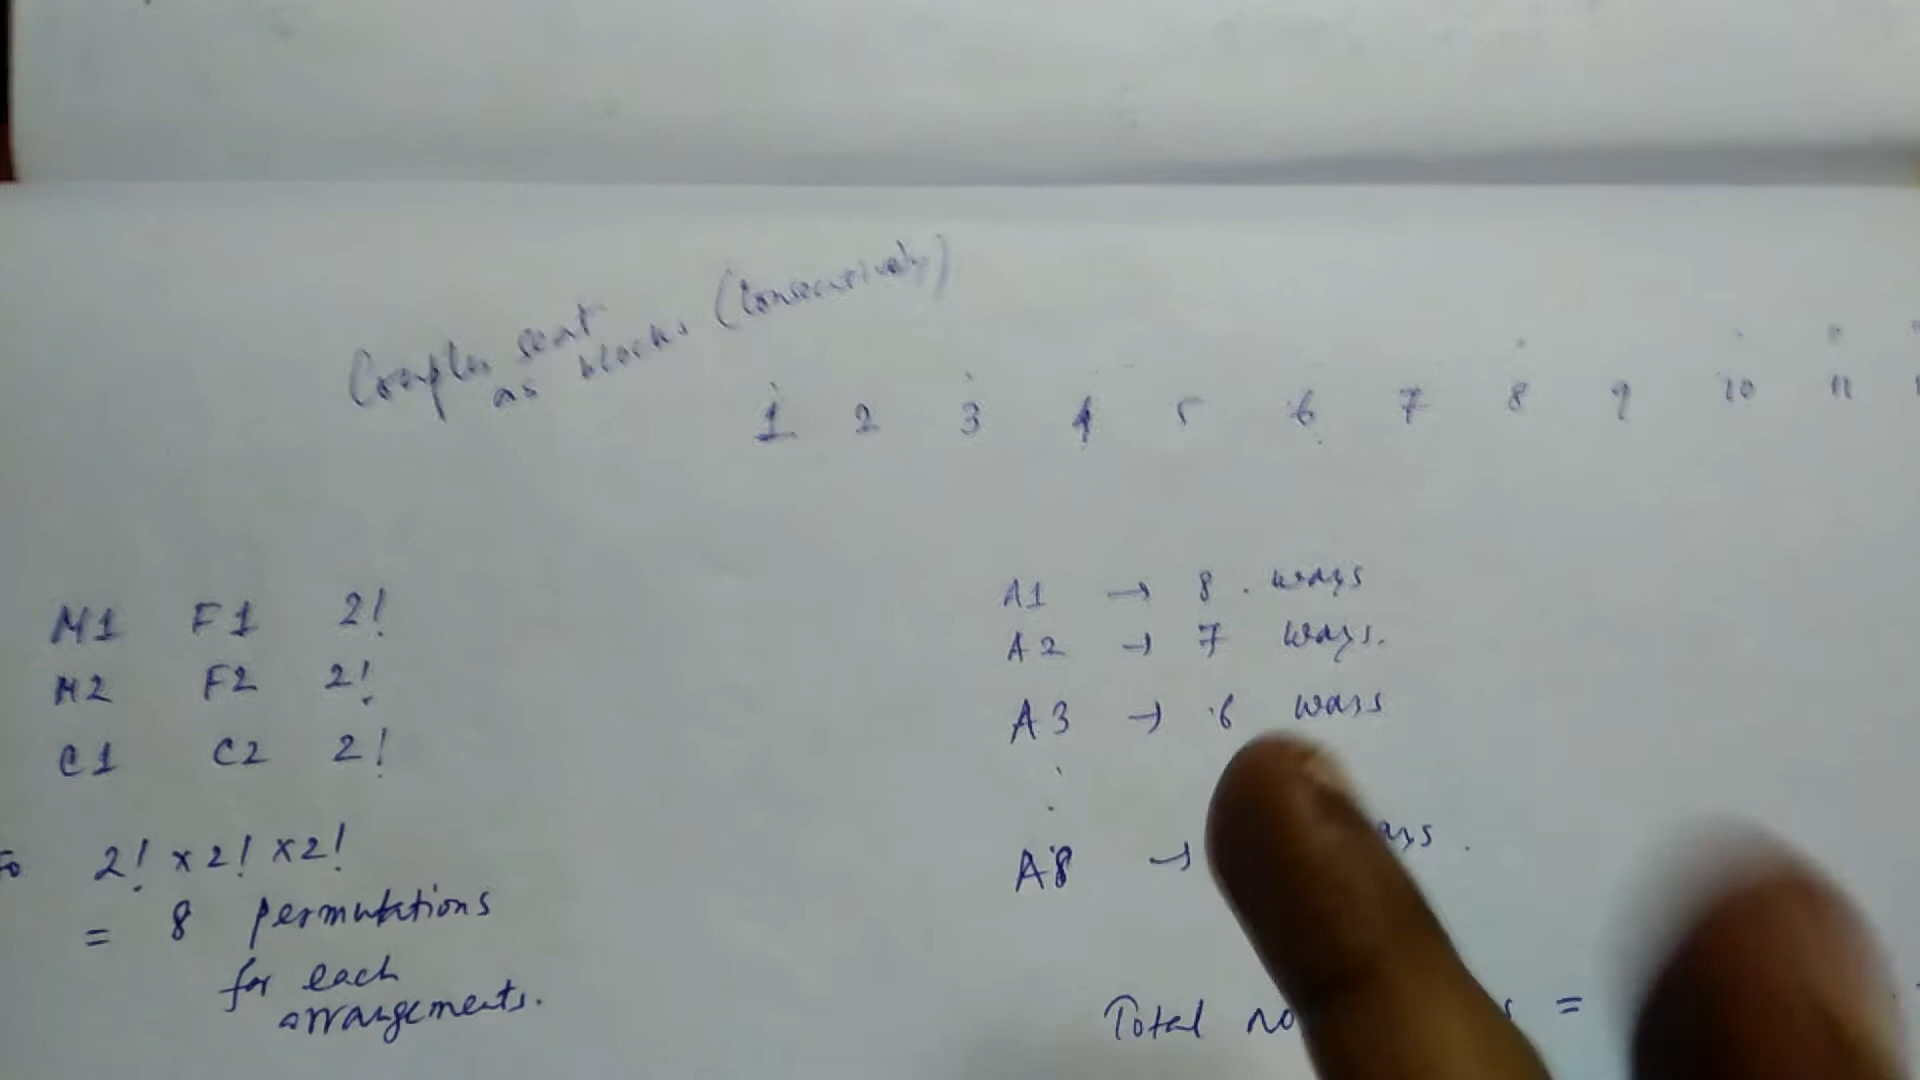 Couples seat
as blocks (Consecutively)
1 2 3 4 5 6 7 8 9 10 11
M1 F1 2!
M2 F2 2!
C1 C2 2!
2! x 2! x 2!
= 8 permutations
for each
arrangements.
A1 → 8 ways
A2 → 7 ways.
A3 → 6 ways
.
.
A8 →
Total no =